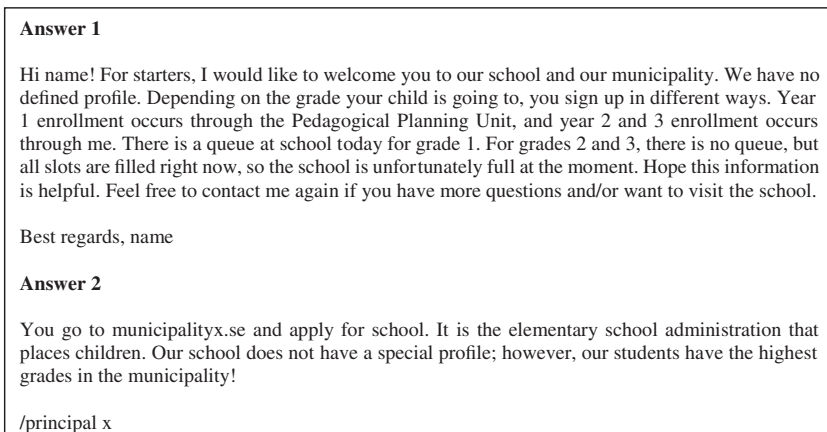 Answer 1
Hi name! For starters, I would like to welcome you to our school and our municipality. We have no
defined profile. Depending on the grade your child is going to, you sign up in different ways. Year
1 enrollment occurs through the Pedagogical Planning Unit, and year 2 and 3 enrollment occurs
through me. There is a queue at school today for grade 1. For grades 2 and 3, there is no queue, but
all slots are filled right now, so the school is unfortunately full at the moment. Hope this information
is helpful. Feel free to contact me again if you have more questions and/or want to visit the school.
Best regards, name
Answer 2
You go to municipalityx.se and apply for school. It is the elementary school administration that
places children. Our school does not have a special profile; however, our students have the highest
grades in the municipality!
/principal x